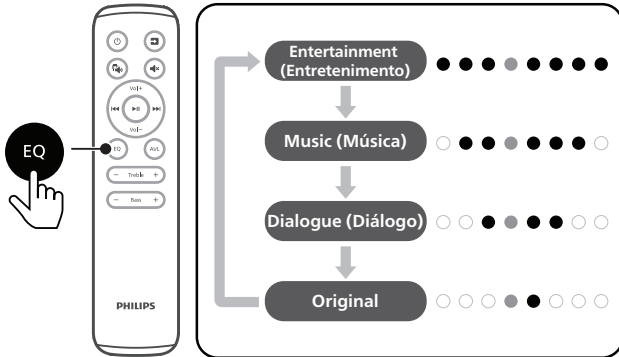 Vol+
Vol−
EQ
EQ
AVL
− Treble +
− Bass +
PHILIPS
Entertainment
(Entretenimento)
Music (Música)
Dialogue (Diálogo)
Original